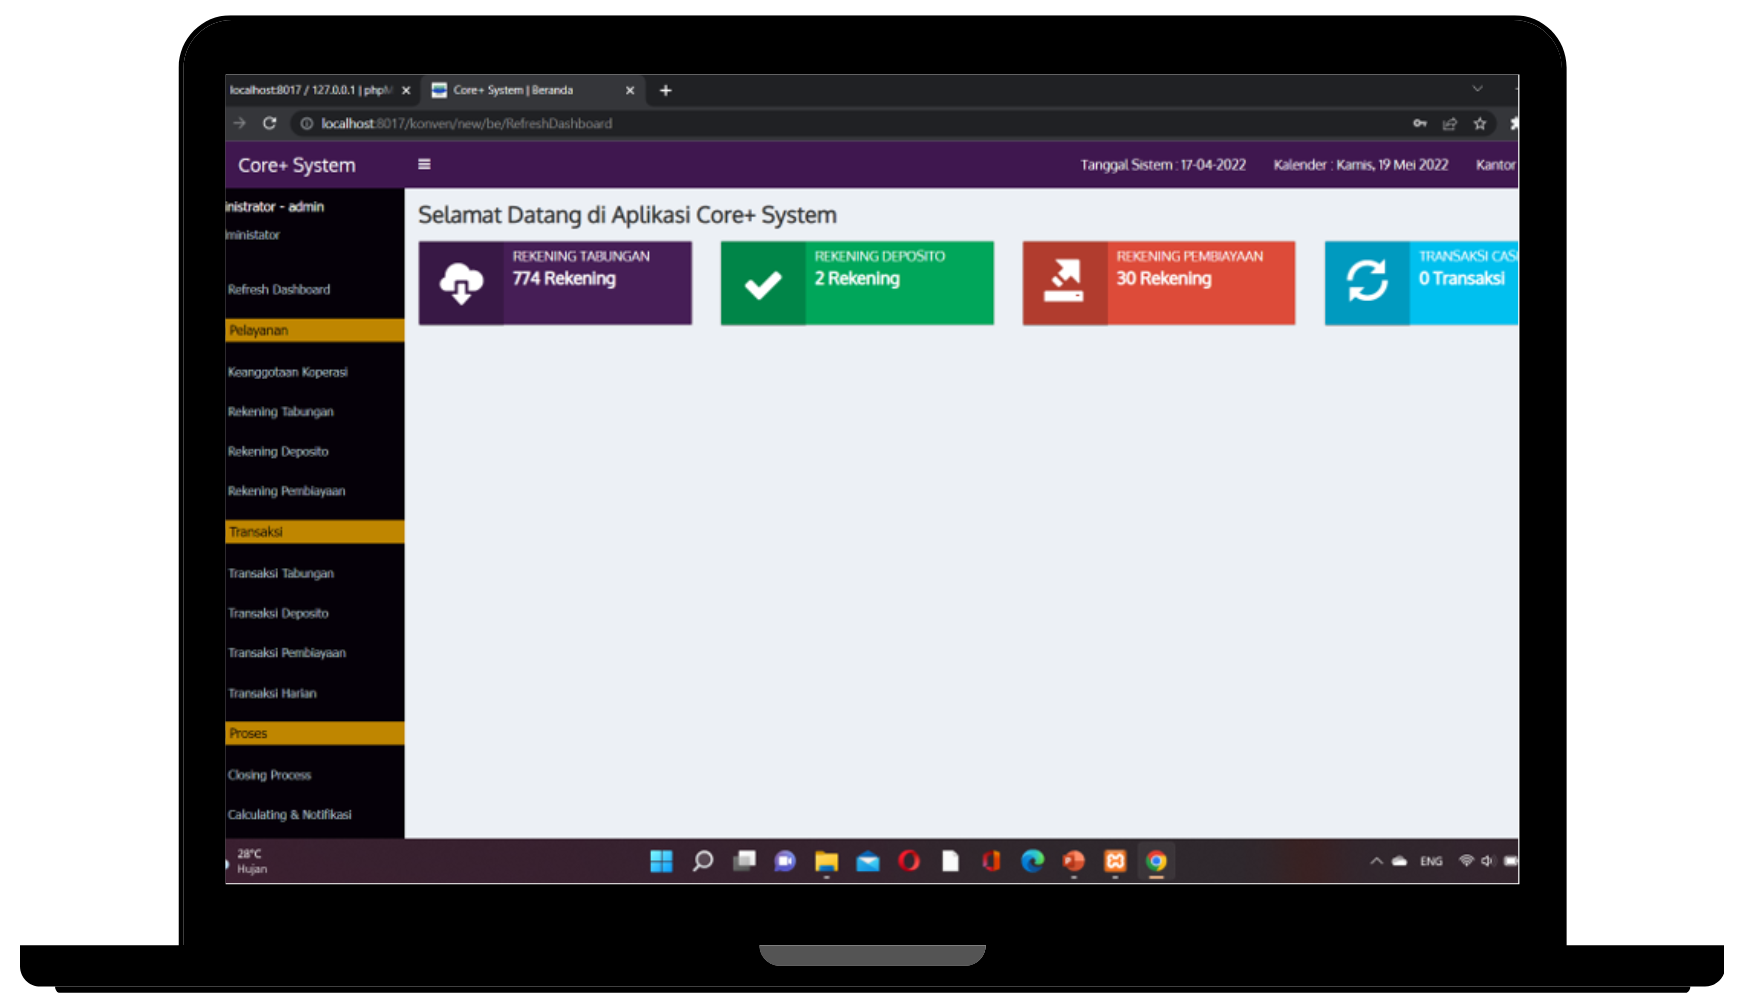 localhost:8017 / 127.0.0.1 | phpM
Core+ System | Beranda
localhost:8017/konven/new/be/RefreshDashboard
Core+ System
Tanggal Sistem : 17-04-2022
Kalender : Kamis, 19 Mei 2022
Kantor
inistrator - admin
ministator
Refresh Dashboard
Pelayanan
Keanggotaan Koperasi
Rekening Tabungan
Rekening Deposito
Rekening Pembiayaan
Transaksi
Transaksi Tabungan
Transaksi Deposito
Transaksi Pembiayaan
Transaksi Harian
Proses
Closing Process
Calculating & Notifikasi
Selamat Datang di Aplikasi Core+ System
REKENING TABUNGAN
774 Rekening
REKENING DEPOSITO
2 Rekening
REKENING PEMBIAYAAN
30 Rekening
TRANSAKSI CAS
0 Transaksi
28°C
Hujan
ENG